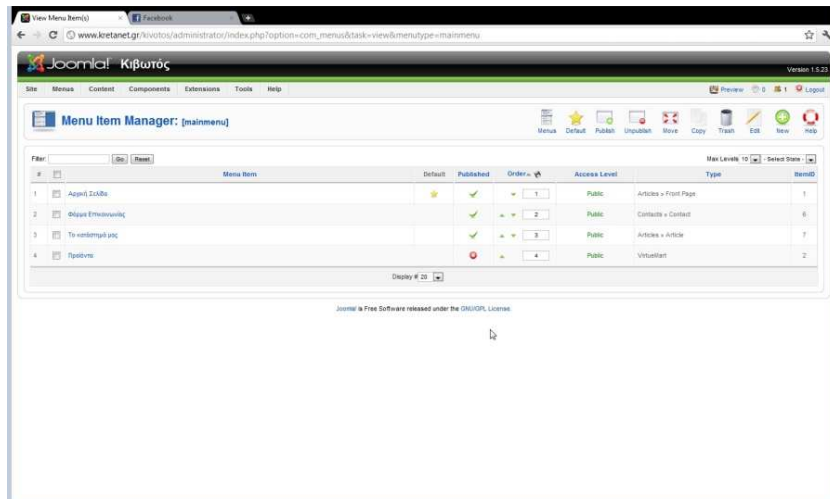 View Menu Item(s) Facebook
www.kretanet.gr/kivotos/administrator/index.php?option=com_menus&task=view&menutype=mainmenu
Joomla! Κιβωτός
Version 1.5.23
Site Menus Content Components Extensions Tools Help Preview 0 1 Logout
Menu Item Manager: [mainmenu]
Menus Default Publish Unpublish Move Copy Trash Edit New Help
Filter: Go Reset Max Levels 10 - Select State -
# Menu Item Default Published Order Access Level Type ItemID
1 Αρχική Σελίδα 1 Public Articles » Front Page 1
2 Φόρμα Επικοινωνίας 2 Public Contacts » Contact 6
3 Το κατάστημά μας 3 Public Articles » Article 7
4 Προϊόντα 4 Public VirtueMart 2
Display # 20
Joomla! is Free Software released under the GNU/GPL License.